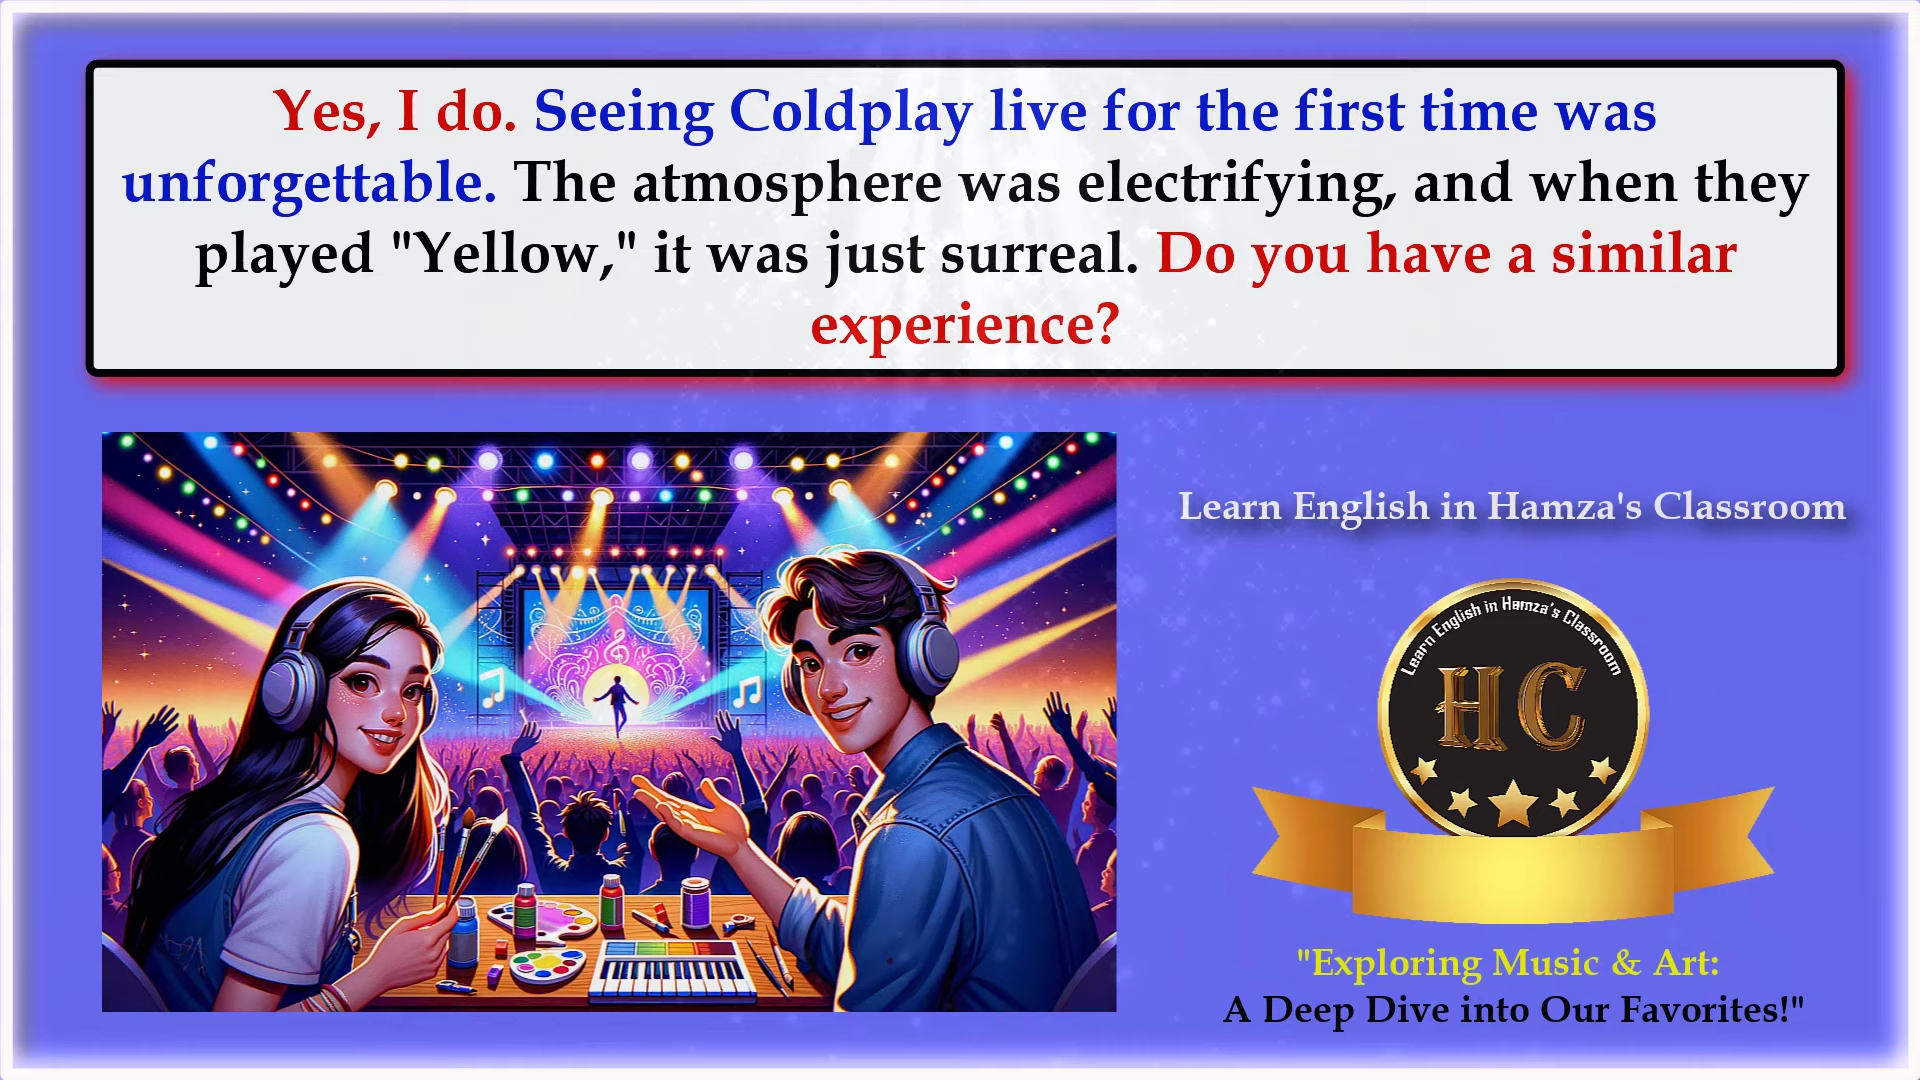 Yes, I do. Seeing Coldplay live for the first time was
unforgettable. The atmosphere was electrifying, and when they
played "Yellow," it was just surreal. Do you have a similar
experience?
Learn English in Hamza's Classroom
Learn English in Hamza's Classroom
HC
"Exploring Music & Art:
A Deep Dive into Our Favorites!"